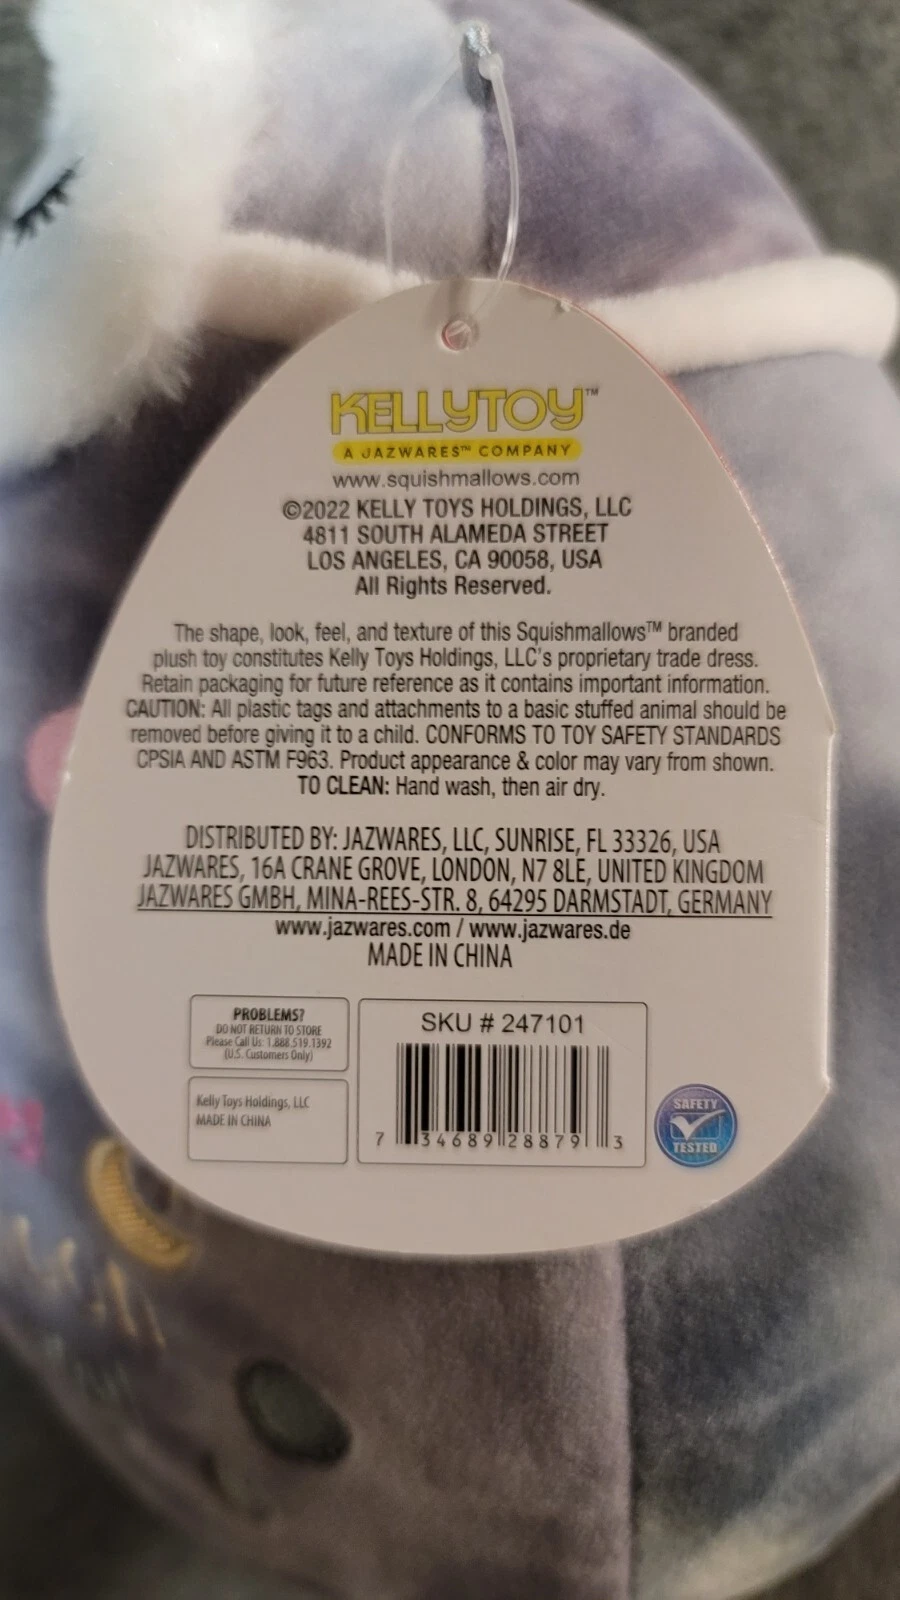 KELLYTOY™
A JAZWARES™ COMPANY
www.squishmallows.com
©2022 KELLY TOYS HOLDINGS, LLC
4811 SOUTH ALAMEDA STREET
LOS ANGELES, CA 90058, USA
All Rights Reserved.
The shape, look, feel, and texture of this Squishmallows™ branded
plush toy constitutes Kelly Toys Holdings, LLC's proprietary trade dress.
Retain packaging for future reference as it contains important information.
CAUTION: All plastic tags and attachments to a basic stuffed animal should be
removed before giving it to a child. CONFORMS TO TOY SAFETY STANDARDS
CPSIA AND ASTM F963. Product appearance & color may vary from shown.
TO CLEAN: Hand wash, then air dry.
DISTRIBUTED BY: JAZWARES, LLC, SUNRISE, FL 33326, USA
JAZWARES, 16A CRANE GROVE, LONDON, N7 8LE, UNITED KINGDOM
JAZWARES GMBH, MINA-REES-STR. 8, 64295 DARMSTADT, GERMANY
www.jazwares.com / www.jazwares.de
MADE IN CHINA
PROBLEMS?
DO NOT RETURN TO STORE
Please Call Us: 1.888.519.1392
(U.S. Customers Only)
Kelly Toys Holdings, LLC
MADE IN CHINA
SKU # 247101
7 34689 28879 3
SAFETY
TESTED